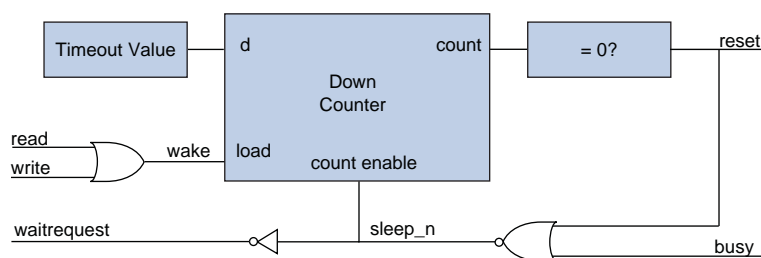 reset
Timeout Value
d
count
= 0?
Down
Counter
read
wake
load
write
count enable
waitrequest
sleep_n
busy